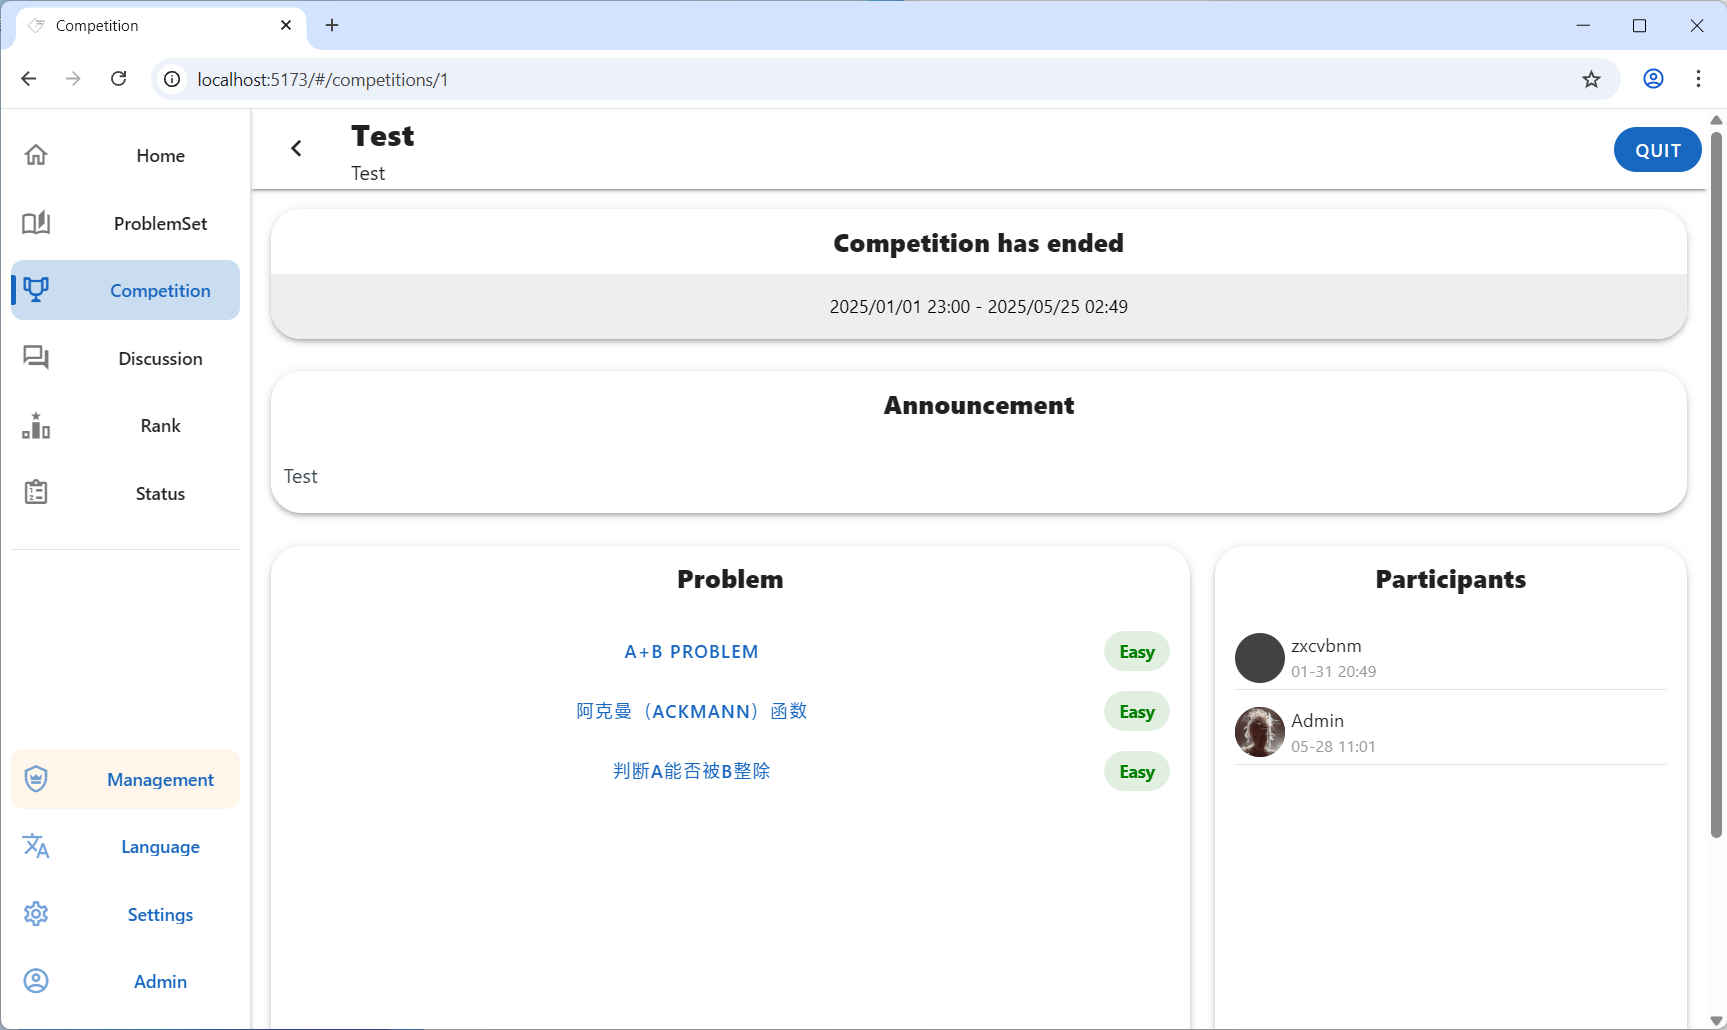 Competition
localhost:5173/#/competitions/1
Home
ProblemSet
Competition
Discussion
Rank
Status
Management
Language
Settings
Admin
Test
Test
QUIT
Competition has ended
2025/01/01 23:00 - 2025/05/25 02:49
Announcement
Test
Problem
A+B PROBLEM Easy
阿克曼（ACKMANN）函数 Easy
判断A能否被B整除 Easy
Participants
zxcvbnm
01-31 20:49
Admin
05-28 11:01